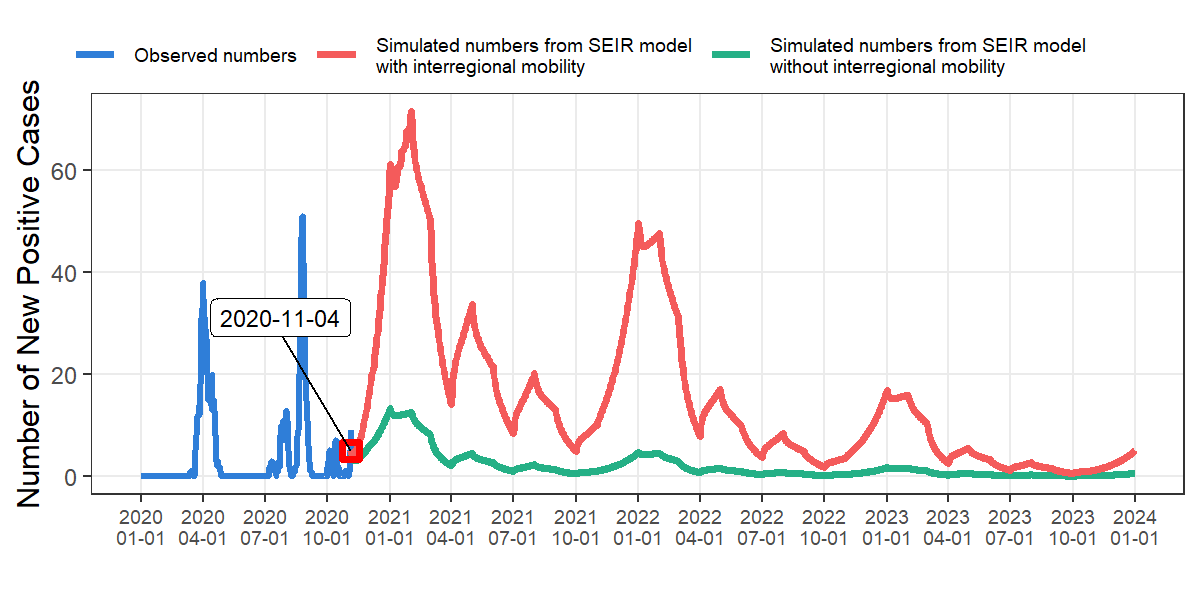 Observed numbers
Simulated numbers from SEIR model
with interregional mobility
Simulated numbers from SEIR model
without interregional mobility
Number of New Positive Cases
60
40
20
0
2020-11-04
2020 2020 2020 2020 2021 2021 2021 2021 2022 2022 2022 2022 2023 2023 2023 2023 2024
01-01 04-01 07-01 10-01 01-01 04-01 07-01 10-01 01-01 04-01 07-01 10-01 01-01 04-01 07-01 10-01 01-01